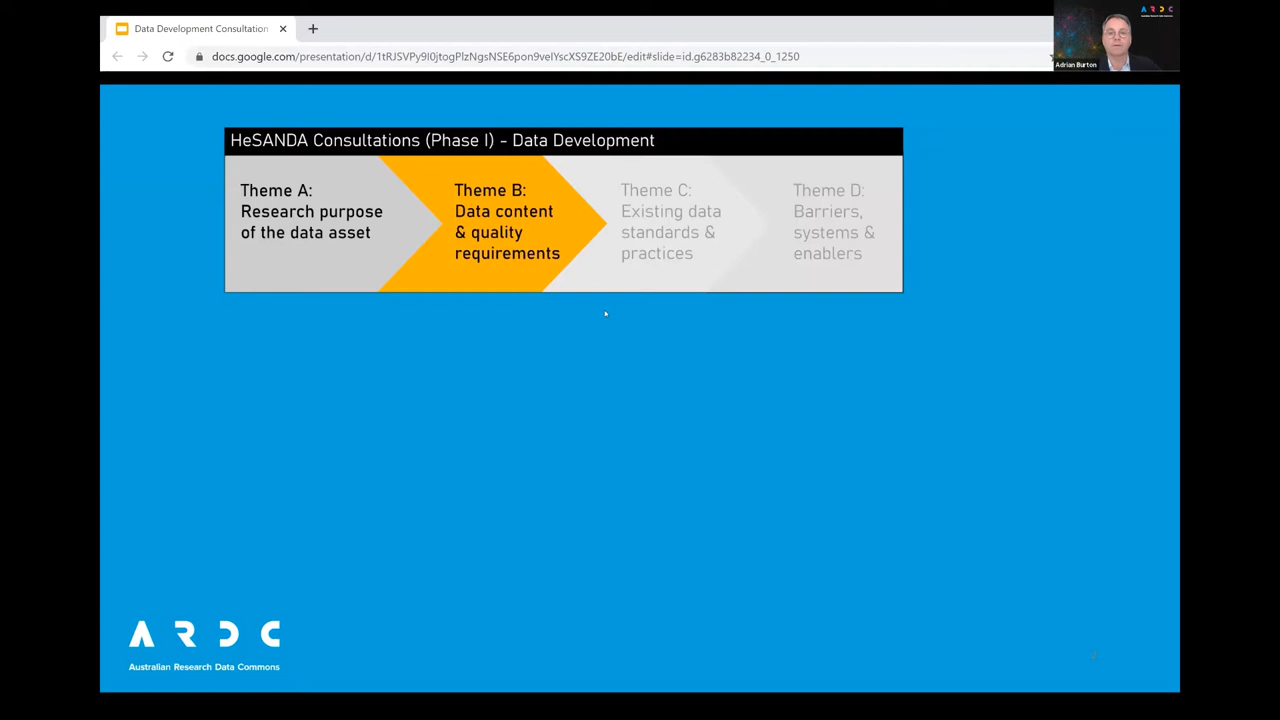 Data Development Consultation
docs.google.com/presentation/d/1tRJSVPy9I0jtogPlzNgsNSE6pon9veIYscXS9ZE20bE/edit#slide=id.g6283b82234_0_1250
A R D C
Adrian Burton
HeSANDA Consultations (Phase I) - Data Development
Theme A:
Research purpose
of the data asset
Theme B:
Data content
& quality
requirements
Theme C:
Existing data
standards &
practices
Theme D:
Barriers,
systems &
enablers
A R D C
Australian Research Data Commons